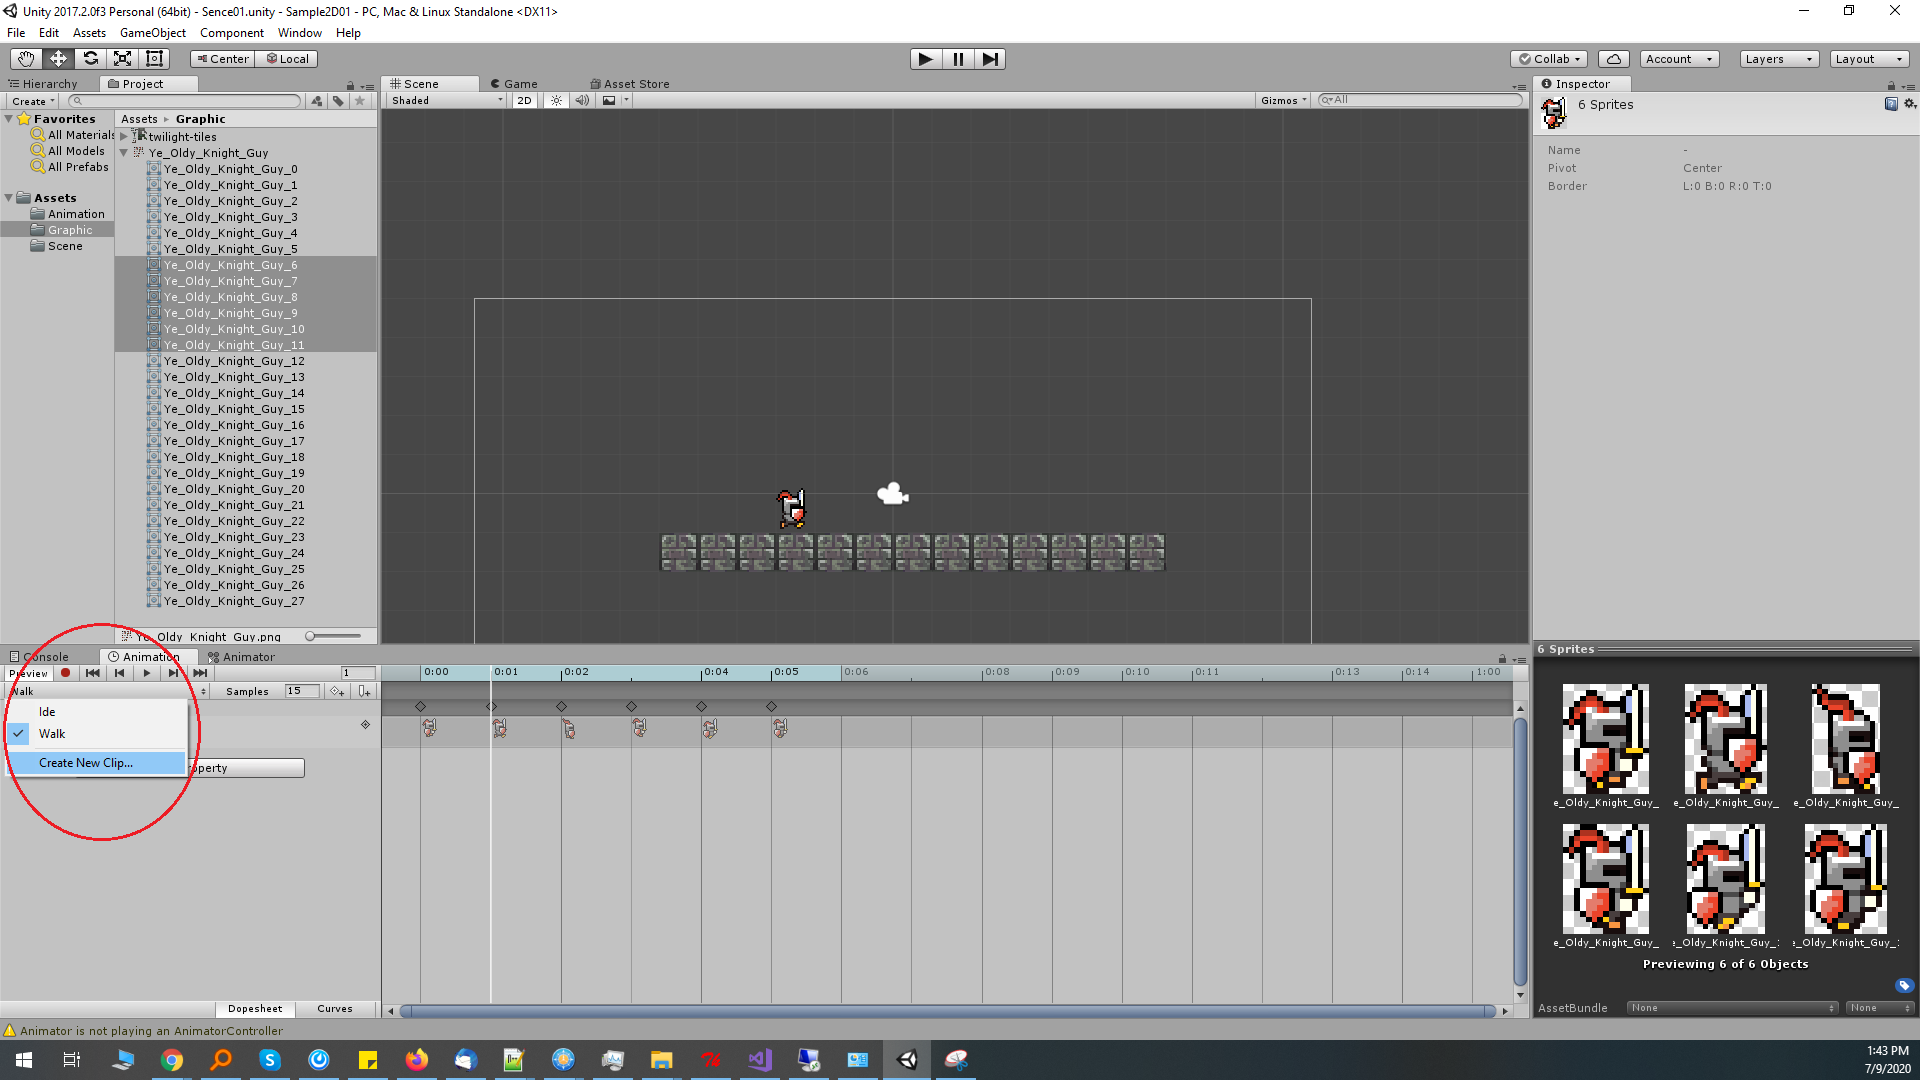 Unity 2017.2.0f3 Personal (64bit) - Sence01.unity - Sample2D01 - PC, Mac & Linux Standalone <DX11>
File Edit Assets GameObject Component Window Help
Center Local Collab Account Layers Layout
Hierarchy Project Scene Game Asset Store Inspector
Create Shaded 2D Gizmos All
6 Sprites
Favorites
All Materials
All Models
All Prefabs
Assets
Animation
Graphic
Scene
Assets Graphic
twilight-tiles
Ye_Oldy_Knight_Guy
Ye_Oldy_Knight_Guy_0
Ye_Oldy_Knight_Guy_1
Ye_Oldy_Knight_Guy_2
Ye_Oldy_Knight_Guy_3
Ye_Oldy_Knight_Guy_4
Ye_Oldy_Knight_Guy_5
Ye_Oldy_Knight_Guy_6
Ye_Oldy_Knight_Guy_7
Ye_Oldy_Knight_Guy_8
Ye_Oldy_Knight_Guy_9
Ye_Oldy_Knight_Guy_10
Ye_Oldy_Knight_Guy_11
Ye_Oldy_Knight_Guy_12
Ye_Oldy_Knight_Guy_13
Ye_Oldy_Knight_Guy_14
Ye_Oldy_Knight_Guy_15
Ye_Oldy_Knight_Guy_16
Ye_Oldy_Knight_Guy_17
Ye_Oldy_Knight_Guy_18
Ye_Oldy_Knight_Guy_19
Ye_Oldy_Knight_Guy_20
Ye_Oldy_Knight_Guy_21
Ye_Oldy_Knight_Guy_22
Ye_Oldy_Knight_Guy_23
Ye_Oldy_Knight_Guy_24
Ye_Oldy_Knight_Guy_25
Ye_Oldy_Knight_Guy_26
Ye_Oldy_Knight_Guy_27
Ye_Oldy_Knight_Guy.png
Name -
Pivot Center
Border L:0 B:0 R:0 T:0
Console Animation Animator
Preview 1
0:00 0:01 0:02 0:04 0:05 0:06 0:08 0:09 0:10 0:11 0:13 0:14 1:00
Walk Samples 15
Ide
Walk
Create New Clip...
operty
Dopesheet Curves
6 Sprites
e_Oldy_Knight_Guy_ e_Oldy_Knight_Guy_ e_Oldy_Knight_Guy_
e_Oldy_Knight_Guy_ _Oldy_Knight_Guy_ _Oldy_Knight_Guy_
Previewing 6 of 6 Objects
AssetBundle None None
Animator is not playing an AnimatorController
1:43 PM
7/9/2020